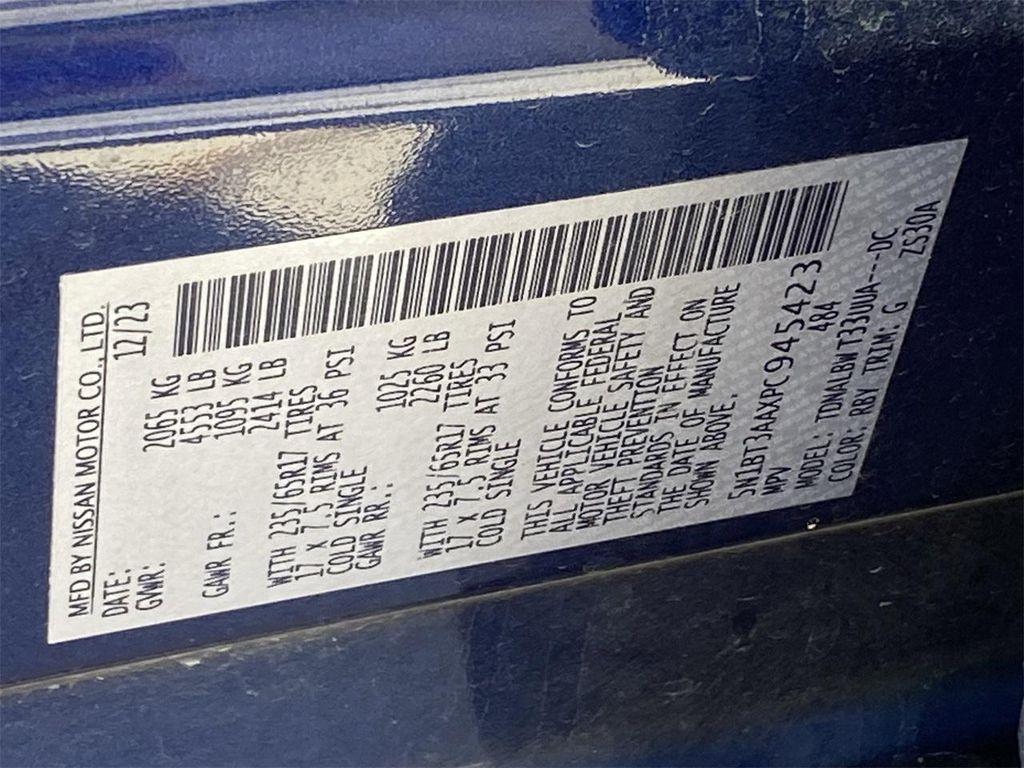 MFD BY NISSAN MOTOR CO., LTD.
DATE: 12/23
GVWR: 2065 KG
4553 LB
GAWR FR.: 1095 KG
2414 LB
WITH 235/65R17 TIRES
17 X 7.5 RIMS AT 36 PSI
COLD SINGLE
GAWR RR.: 1025 KG
2260 LB
WITH 235/65R17 TIRES
17 X 7.5 RIMS AT 33 PSI
COLD SINGLE
THIS VEHICLE CONFORMS TO
ALL APPLICABLE FEDERAL
MOTOR VEHICLE SAFETY AND
THEFT PREVENTION
STANDARDS IN EFFECT ON
THE DATE OF MANUFACTURE
SHOWN ABOVE.
5N1BT3AAXPC945423
MPV 484
MODEL: TDNALBWT33UUA---DC
COLOR: RBY TRIM: G ZS30A